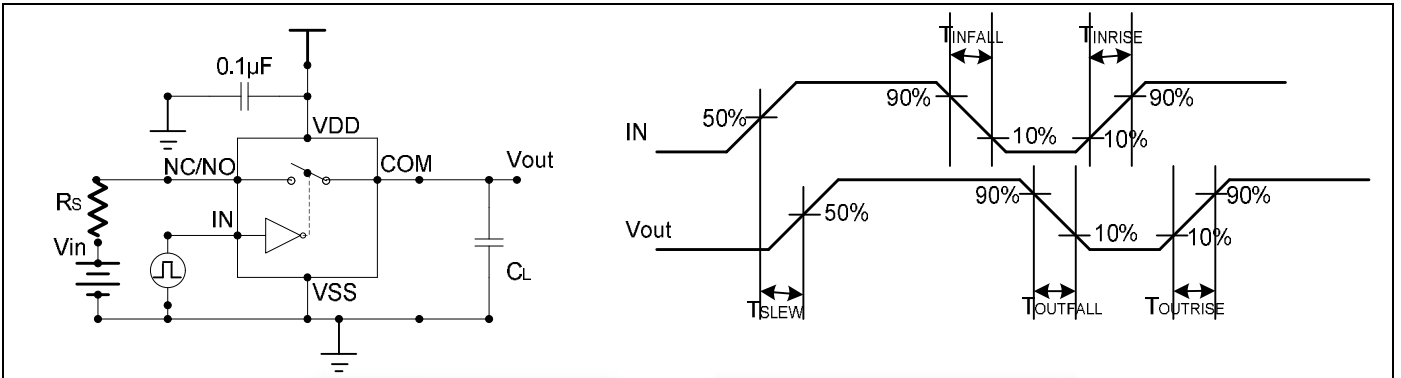 0.1µF
VDD
NC/NO
COM
Vout
RS
IN
Vin
VSS
CL
TINFALL
TINRISE
IN
50%
90%
10%
10%
90%
Vout
50%
90%
10%
10%
90%
TSLEW
TOUTFALL
TOUTRISE